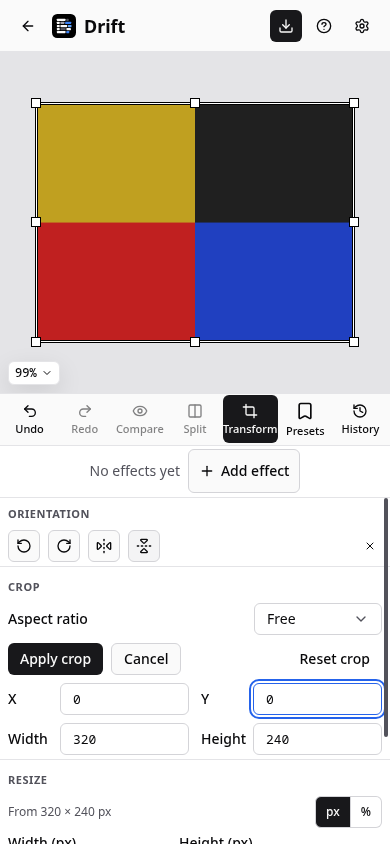 Drift
99%
Undo
Redo
Compare
Split
Transform
Presets
History
No effects yet
Add effect
ORIENTATION
CROP
Aspect ratio
Free
Apply crop
Cancel
Reset crop
X
0
Y
0
Width
320
Height
240
RESIZE
From 320 × 240 px
px
%
Width (px)
Height (px)